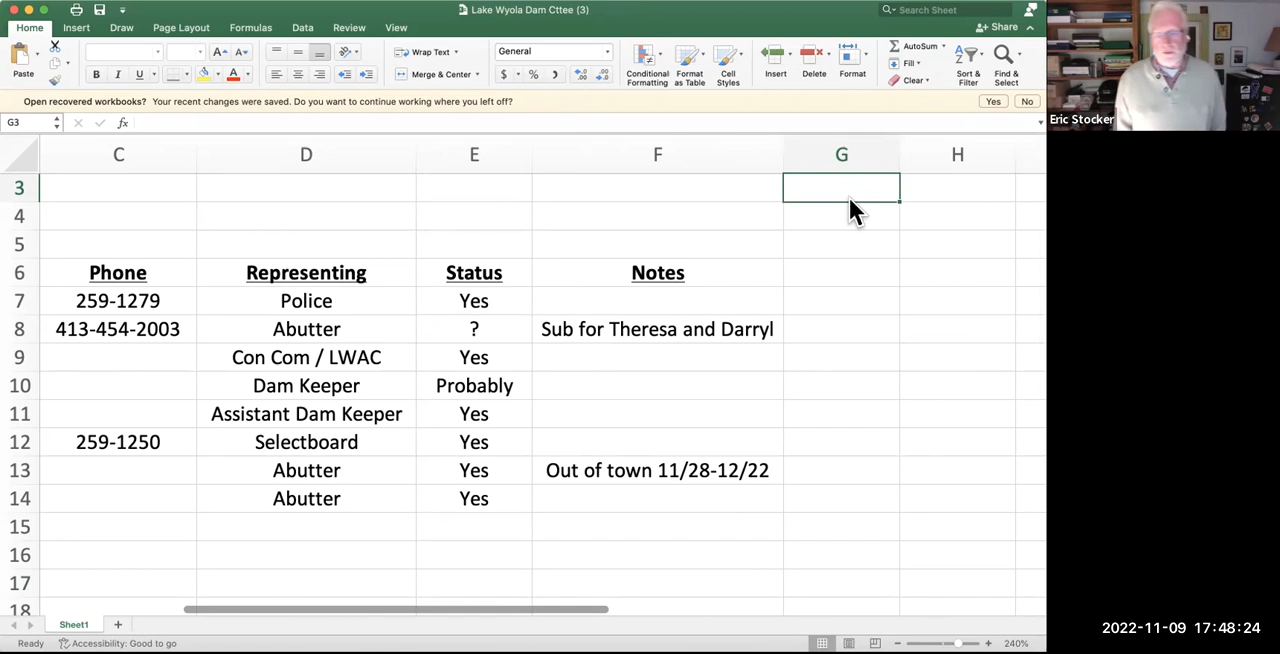 Lake Wyola Dam Cttee (3)
Search Sheet
Home Insert Draw Page Layout Formulas Data Review View
Share
Paste
B I U
A A
Wrap Text
Merge & Center
General
$ % )
Conditional Formatting
Format as Table
Cell Styles
Insert
Delete
Format
AutoSum
Fill
Clear
Sort & Filter
Find & Select
Open recovered workbooks? Your recent changes were saved. Do you want to continue working where you left off?
Yes No
G3 fx
Eric Stocker
C D E F G H
3
4
5
6 Phone Representing Status Notes
7 259-1279 Police Yes
8 413-454-2003 Abutter ? Sub for Theresa and Darryl
9 Con Com / LWAC Yes
10 Dam Keeper Probably
11 Assistant Dam Keeper Yes
12 259-1250 Selectboard Yes
13 Abutter Yes Out of town 11/28-12/22
14 Abutter Yes
15
16
17
18
Sheet1 +
Ready Accessibility: Good to go
− + 240%
2022-11-09 17:48:24